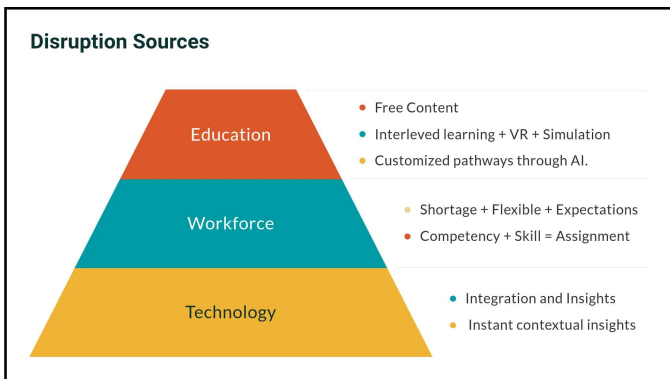 Disruption Sources
Education
Free Content
Interleved learning + VR + Simulation
Customized pathways through AI.
Workforce
Shortage + Flexible + Expectations
Competency + Skill = Assignment
Technology
Integration and Insights
Instant contextual insights